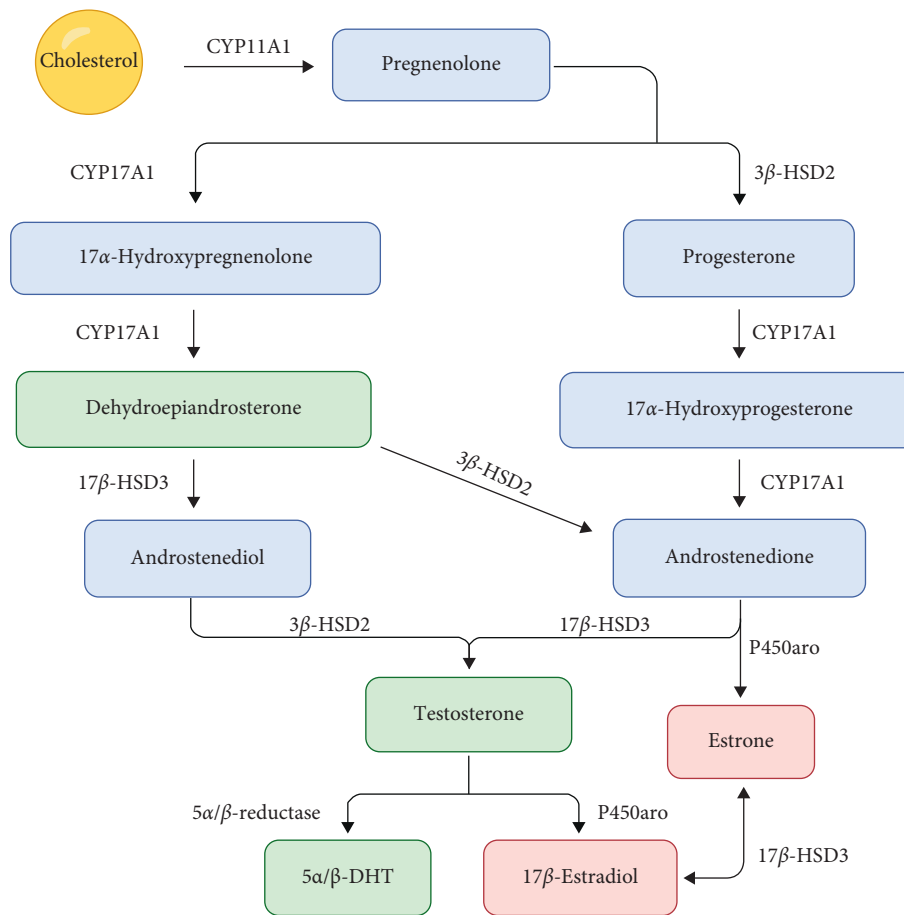 Cholesterol
CYP11A1
Pregnenolone
CYP17A1
3β-HSD2
17α-Hydroxypregnenolone
Progesterone
CYP17A1
CYP17A1
Dehydroepiandrosterone
17α-Hydroxyprogesterone
17β-HSD3
3β-HSD2
CYP17A1
Androstenediol
Androstenedione
3β-HSD2
17β-HSD3
P450aro
Testosterone
Estrone
5α/β-reductase
P450aro
5α/β-DHT
17β-Estradiol
17β-HSD3